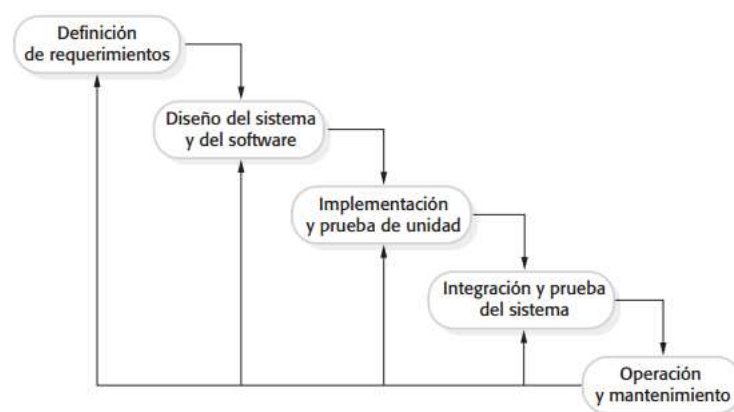 Definición
de requerimientos
Diseño del sistema
y del software
Implementación
y prueba de unidad
Integración y prueba
del sistema
Operación
y mantenimiento